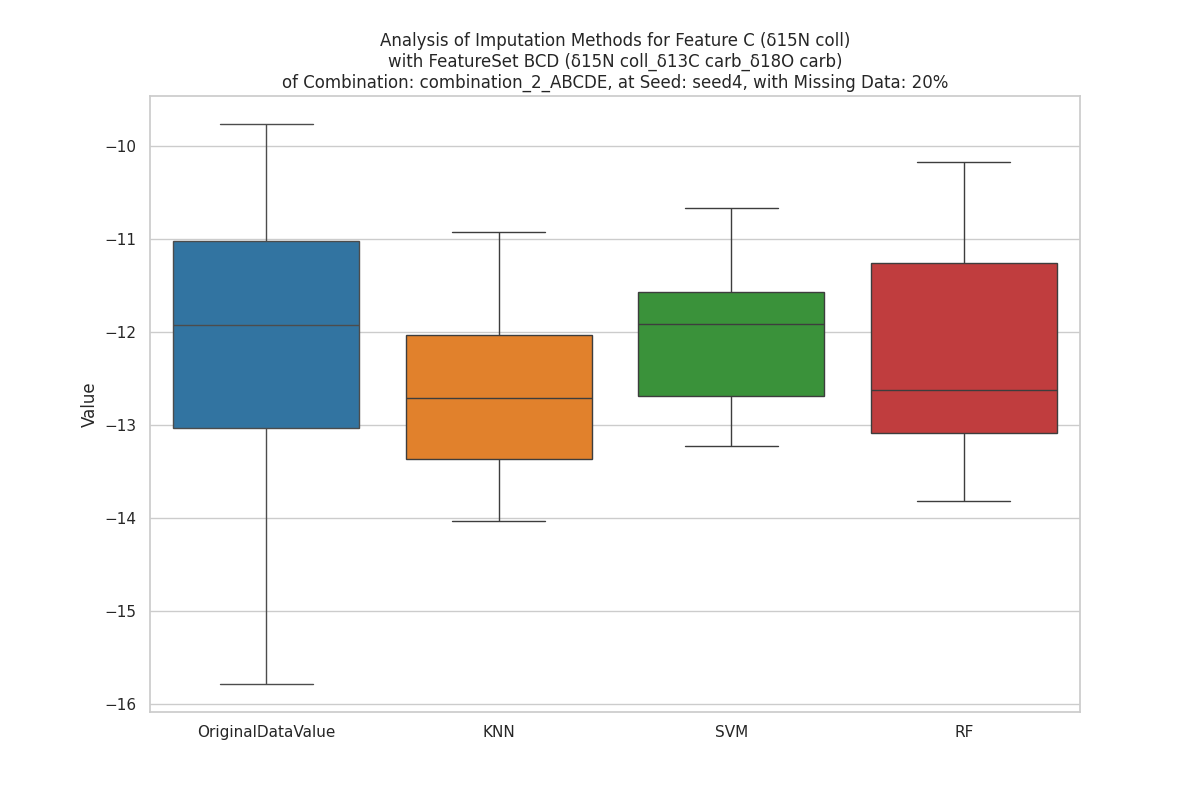 Analysis of Imputation Methods for Feature C (δ15N coll)
with FeatureSet BCD (δ15N coll_δ13C carb_δ18O carb)
of Combination: combination_2_ABCDE, at Seed: seed4, with Missing Data: 20%
Value
−10
−11
−12
−13
−14
−15
−16
OriginalDataValue
KNN
SVM
RF